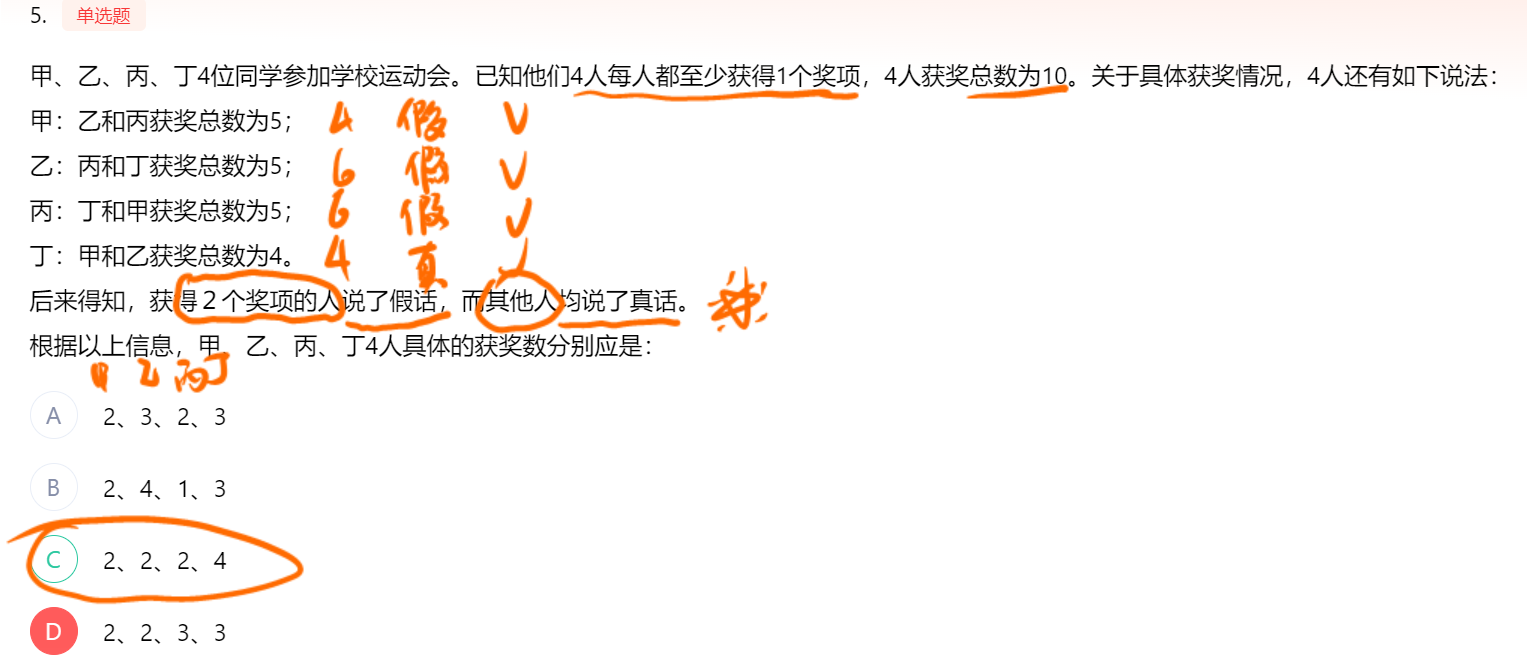 5. 单选题
甲、乙、丙、丁4位同学参加学校运动会。已知他们4人每人都至少获得1个奖项，4人获奖总数为10。关于具体获奖情况，4人还有如下说法：
甲：乙和丙获奖总数为5； 4 假 √
乙：丙和丁获奖总数为5； 6 假 √
丙：丁和甲获奖总数为5； 6 假 √
丁：甲和乙获奖总数为4。 4 真 √
后来得知，获得２个奖项的人说了假话，而其他人均说了真话。
根据以上信息，甲、乙、丙、丁4人具体的获奖数分别应是：
甲 乙 丙 丁
A 2、3、2、3
B 2、4、1、3
C 2、2、2、4
D 2、2、3、3